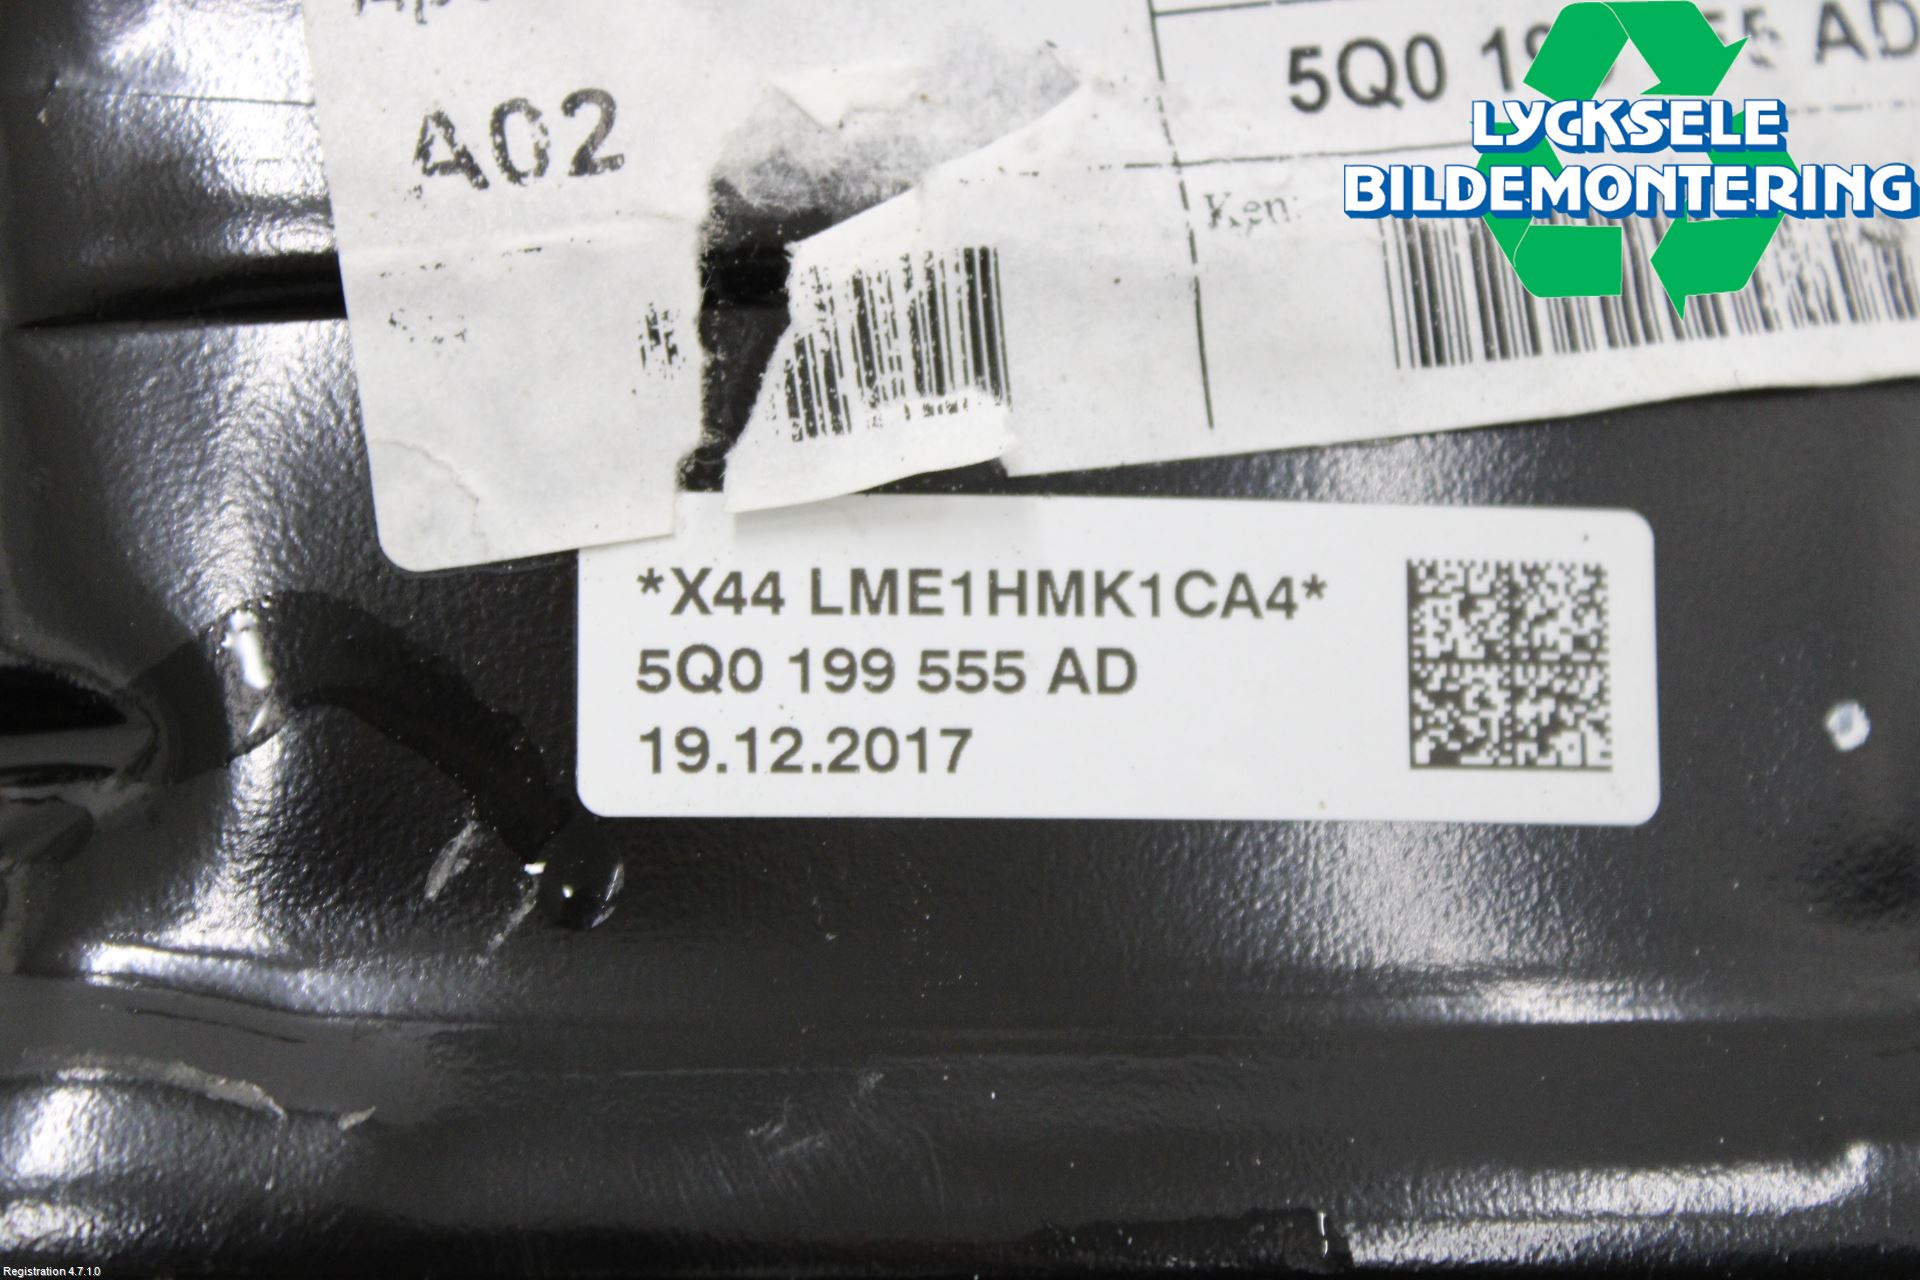 A02
5Q0 AD
LYCKSELE
BILDEMONTERING
Ken:
*X44 LME1HMK1CA4*
5Q0 199 555 AD
19.12.2017
Registration 4.7.1.0